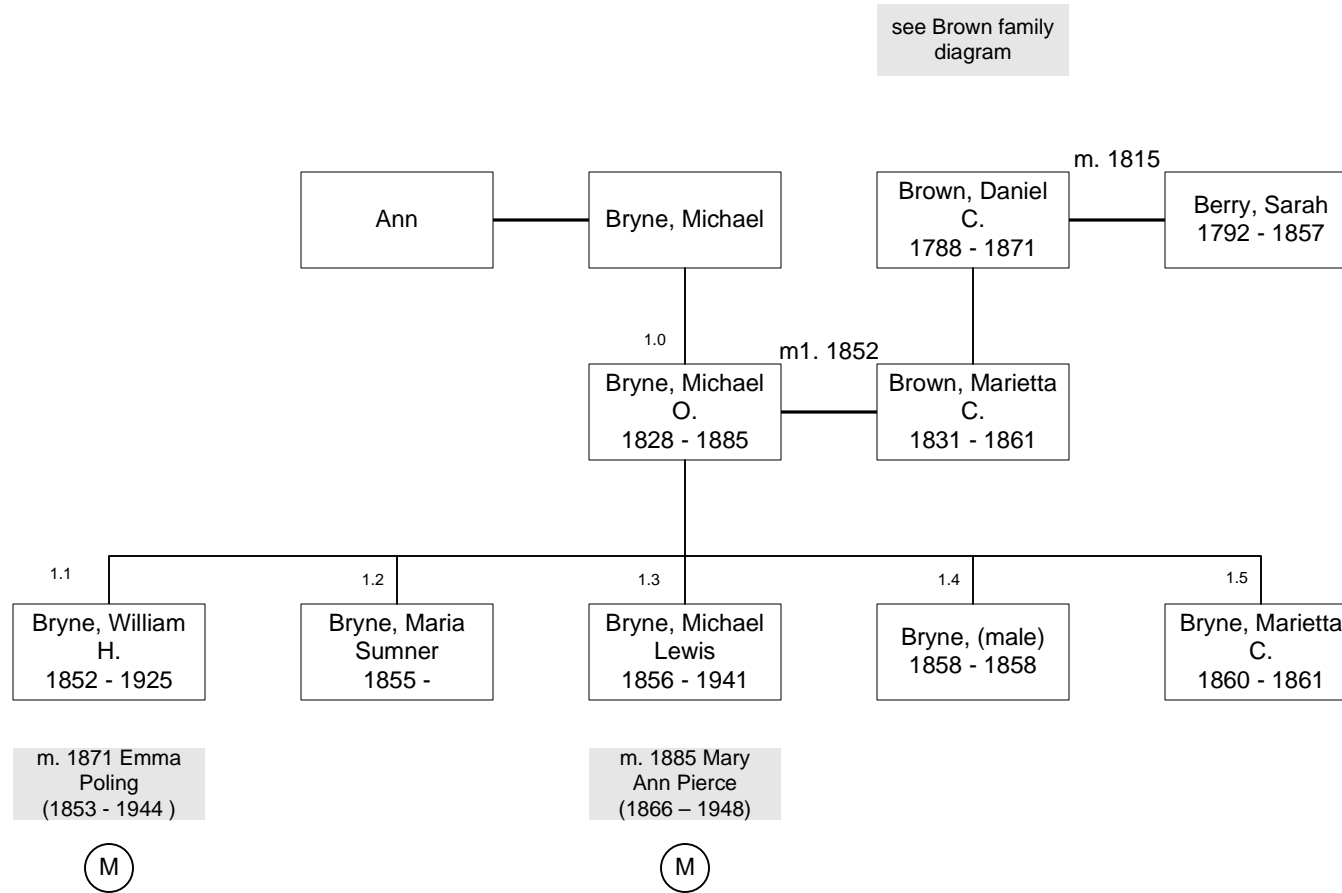 see Brown family
diagram
m. 1815
Ann
Bryne, Michael
Brown, Daniel
C.
1788 - 1871
Berry, Sarah
1792 - 1857
1.0
m1. 1852
Bryne, Michael
O.
1828 - 1885
Brown, Marietta
C.
1831 - 1861
1.1
1.2
1.3
1.4
1.5
Bryne, William
H.
1852 - 1925
Bryne, Maria
Sumner
1855 -
Bryne, Michael
Lewis
1856 - 1941
Bryne, (male)
1858 - 1858
Bryne, Marietta
C.
1860 - 1861
m. 1871 Emma
Poling
(1853 - 1944 )
m. 1885 Mary
Ann Pierce
(1866 – 1948)
M
M